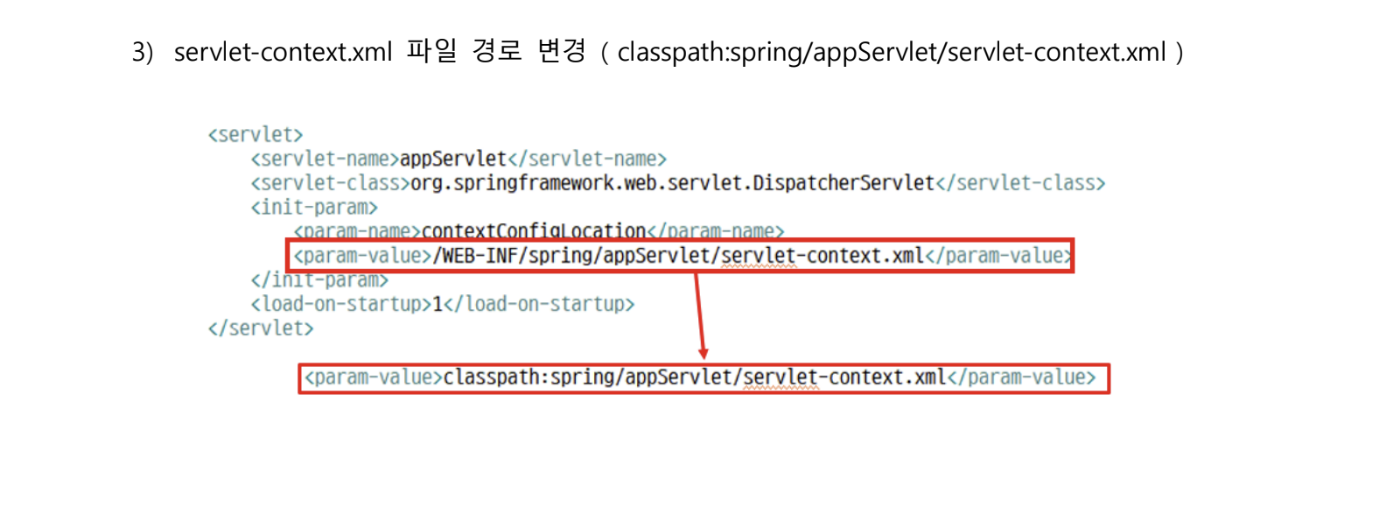 3) servlet-context.xml 파일 경로 변경 ( classpath:spring/appServlet/servlet-context.xml )
<servlet>
<servlet-name>appServlet</servlet-name>
<servlet-class>org.springframework.web.servlet.DispatcherServlet</servlet-class>
<init-param>
<param-name>contextConfigLocation</param-name>
<param-value>/WEB-INF/spring/appServlet/servlet-context.xml</param-value>
</init-param>
<load-on-startup>1</load-on-startup>
</servlet>
<param-value>classpath:spring/appServlet/servlet-context.xml</param-value>